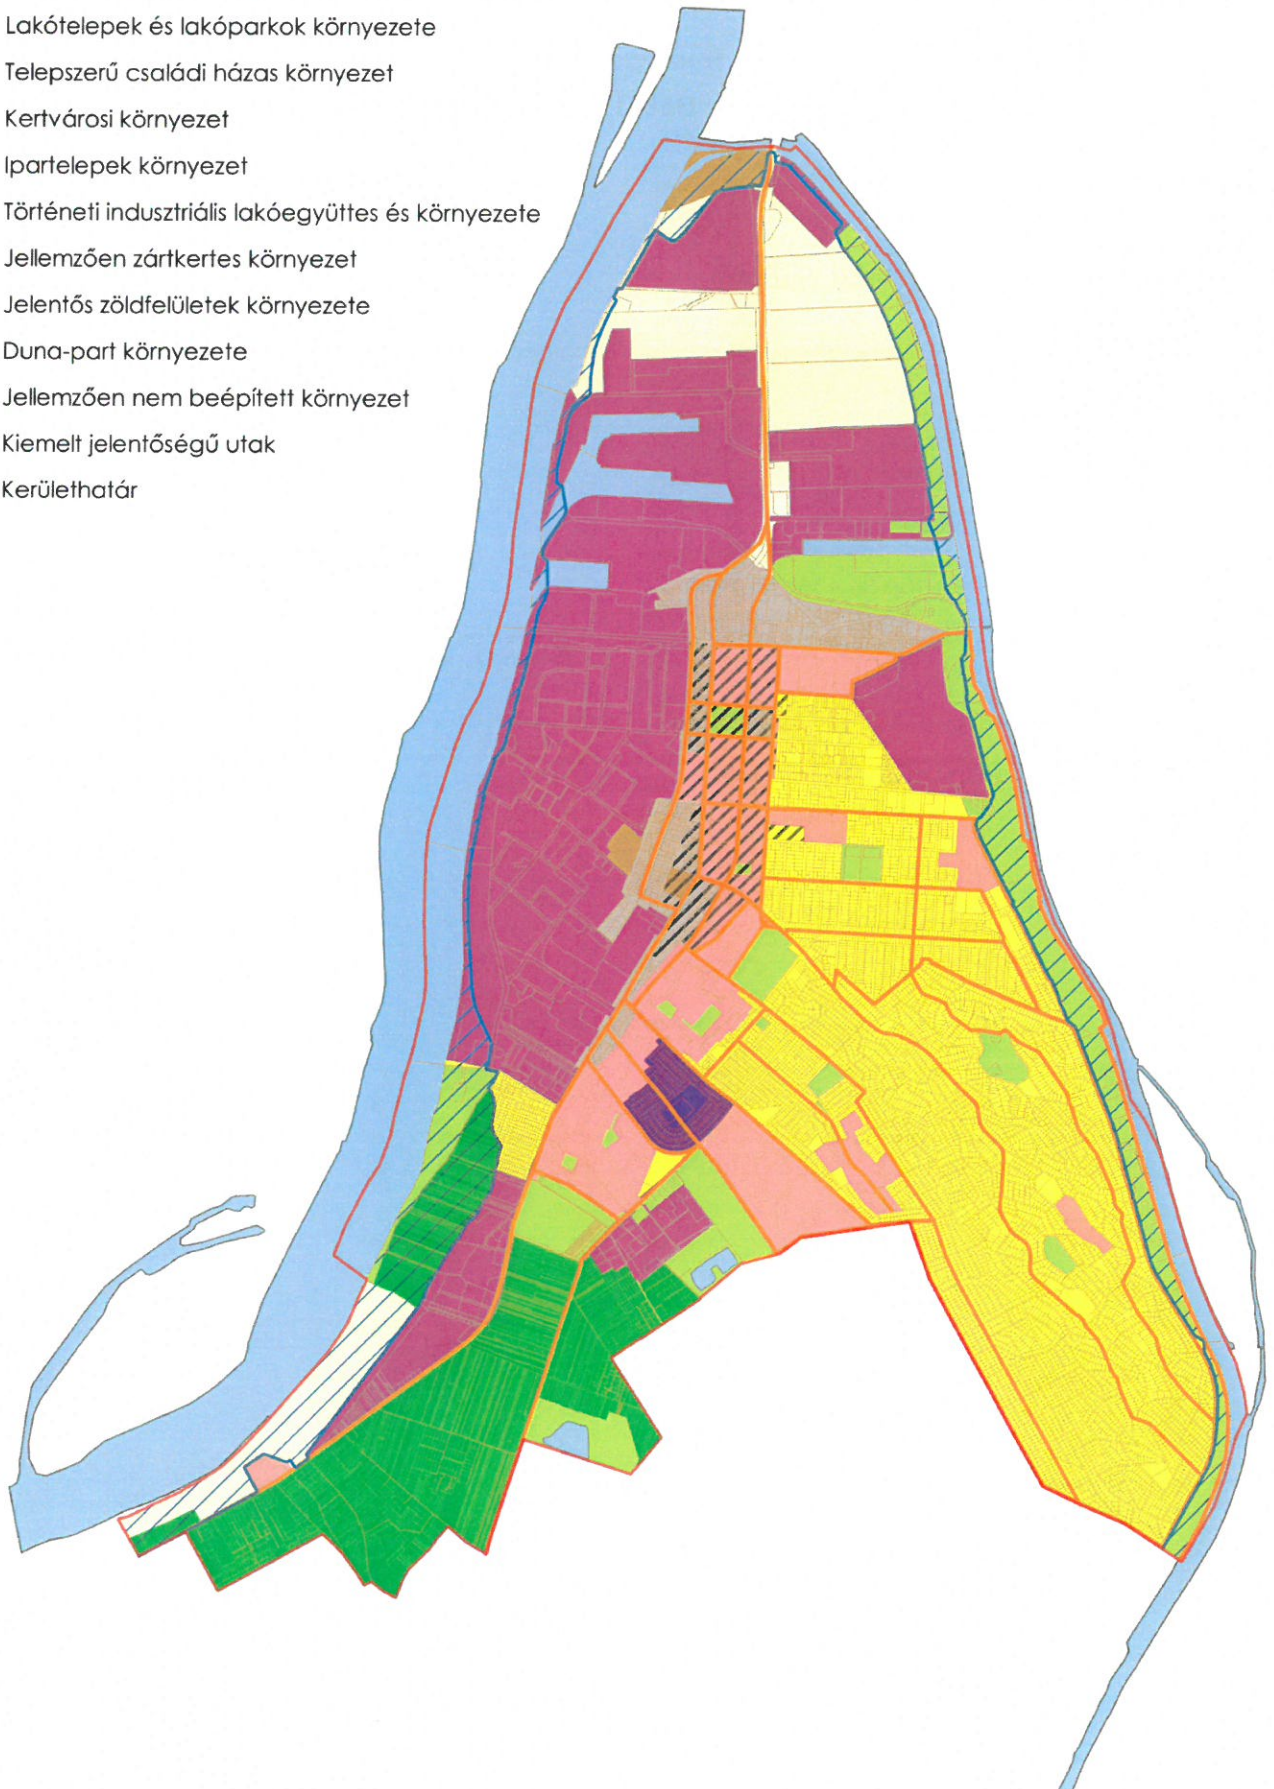 Lakótelepek és lakóparkok környezete
Telepszerű családi házas környezet
Kertvárosi környezet
Ipartelepek környezet
Történeti indusztriális lakóegyüttes és környezete
Jellemzően zártkertes környezet
Jelentős zöldfelületek környezete
Duna-part környezete
Jellemzően nem beépített környezet
Kiemelt jelentőségű utak
Kerülethatár